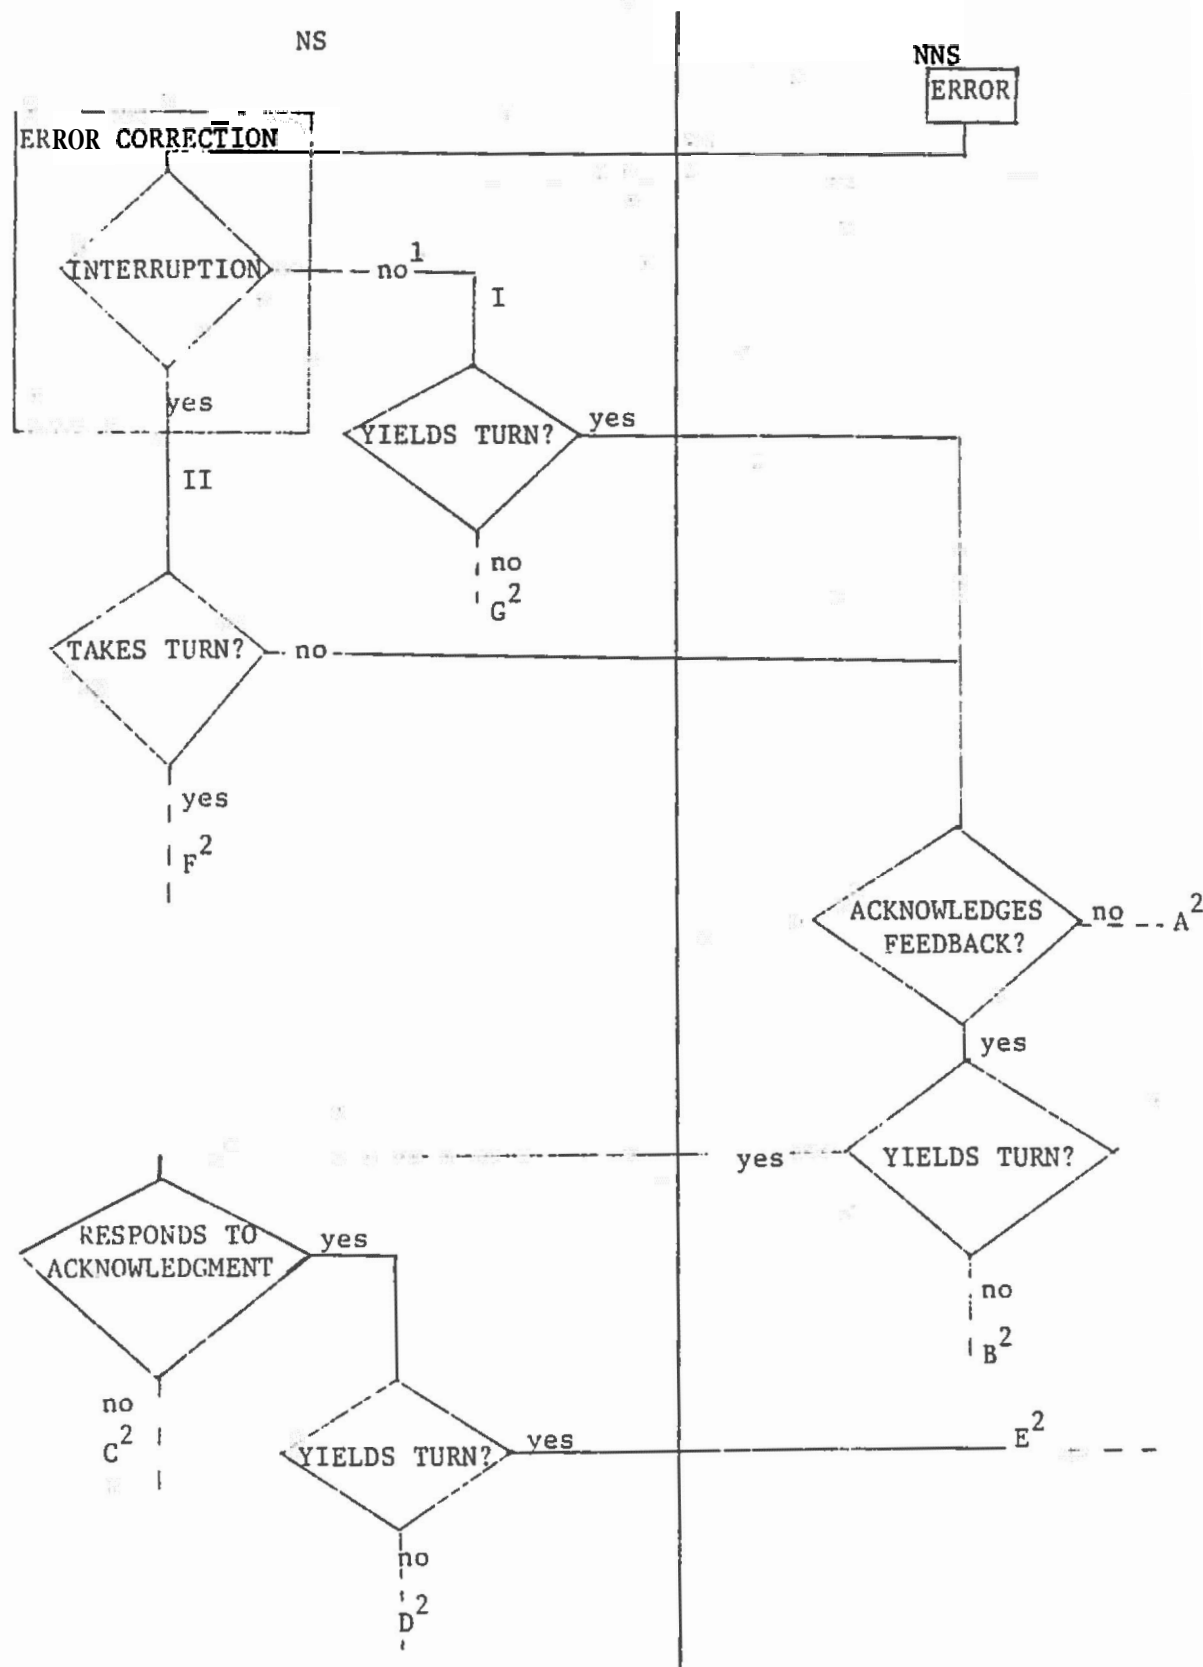 NS
NNS
ERROR
ERROR CORRECTION
INTERRUPTION
no¹
I
yes
YIELDS TURN?
yes
II
no
G²
TAKES TURN?
no
yes
F²
ACKNOWLEDGES
FEEDBACK?
no
A²
yes
yes
YIELDS TURN?
RESPONDS TO
ACKNOWLEDGMENT
yes
no
B²
no
C²
YIELDS TURN?
yes
E²
no
D²